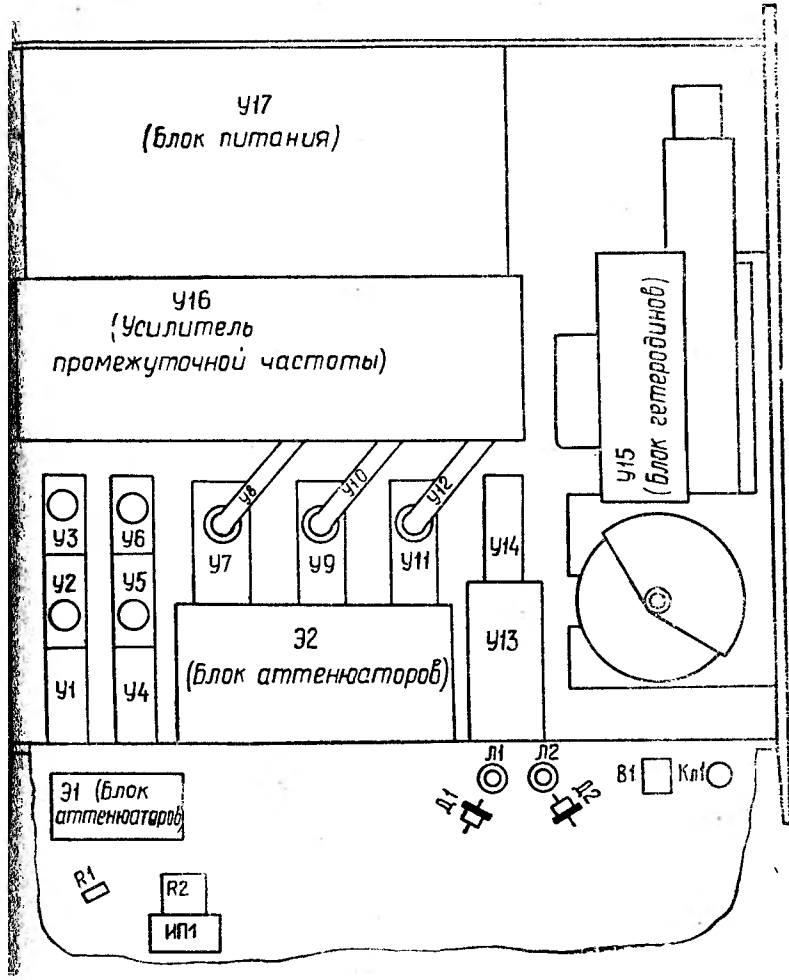 У17
(Блок питания)
У16
(Усилитель
промежуточной частоты)
У15
(Блок гетеродинов)
У8
У10
У12
У3
У6
У7
У9
У11
У14
У2
У5
Э2
(Блок аттенюаторов)
У13
У1
У4
Л1
Л2
В1
Кл1
Д1
Д2
Э1 (Блок
аттенюаторов)
R1
R2
ИП1